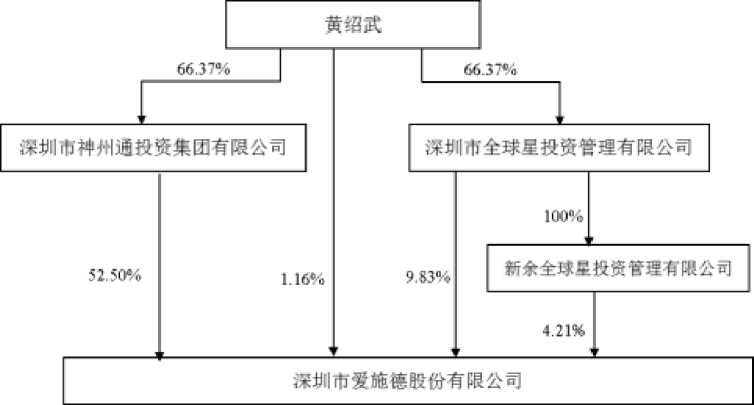 黄绍武
66.37%
66.37%
深圳市神州通投资集团有限公司
深圳市全球星投资管理有限公司
100%
新余全球星投资管理有限公司
52.50%
1.16%
9.83%
4.21%
深圳市爱施德股份有限公司